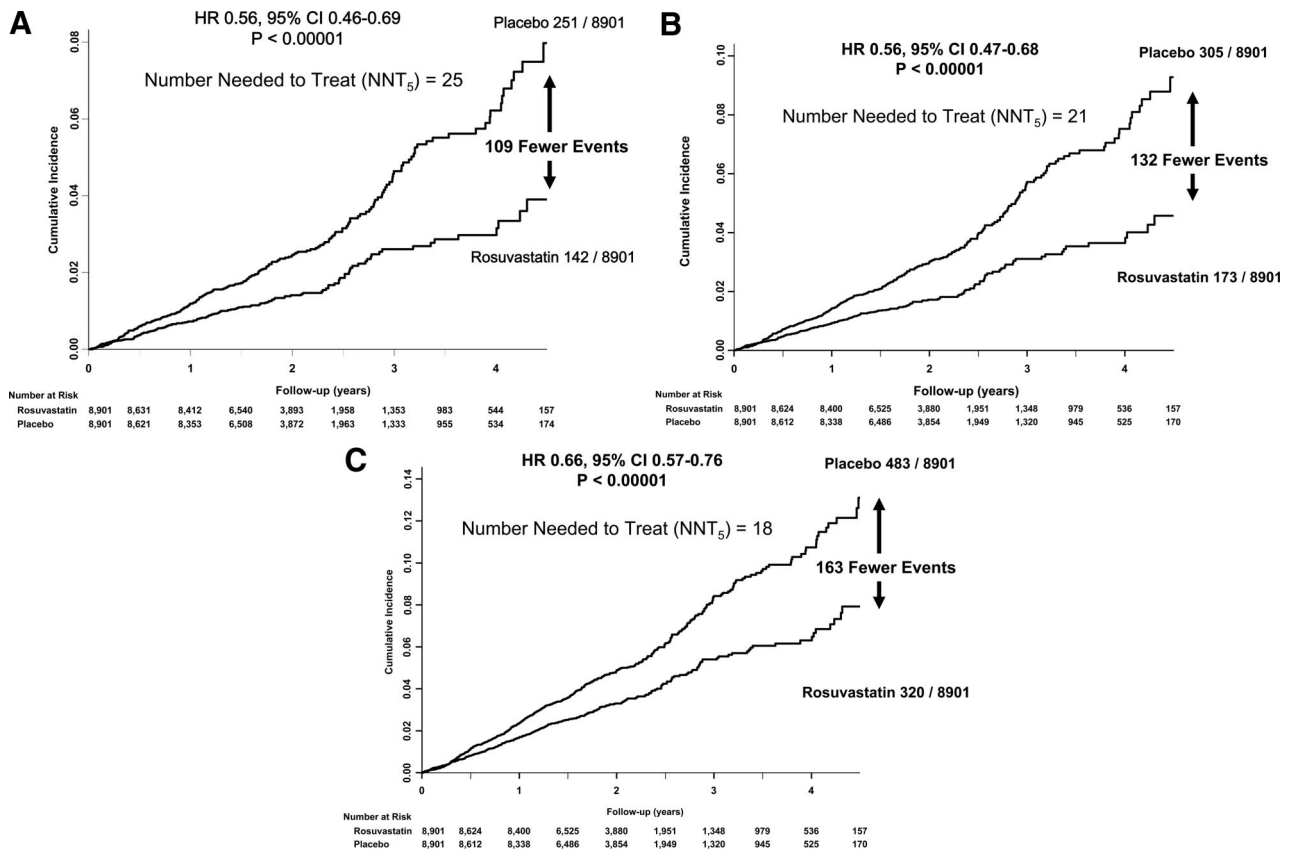 A
HR 0.56, 95% CI 0.46-0.69
P < 0.00001
Placebo 251 / 8901
Number Needed to Treat (NNT5) = 25
109 Fewer Events
Rosuvastatin 142 / 8901
Cumulative Incidence
0.08
0.06
0.04
0.02
0.00
0 1 2 3 4
Follow-up (years)
Number at Risk
Rosuvastatin 8,901 8,631 8,412 6,540 3,893 1,958 1,353 983 544 157
Placebo 8,901 8,621 8,353 6,508 3,872 1,963 1,333 955 534 174
B
HR 0.56, 95% CI 0.47-0.68
P < 0.00001
Placebo 305 / 8901
Number Needed to Treat (NNT5) = 21
132 Fewer Events
Rosuvastatin 173 / 8901
Cumulative Incidence
0.10
0.08
0.06
0.04
0.02
0.00
0 1 2 3 4
Follow-up (years)
Number at Risk
Rosuvastatin 8,901 8,624 8,400 6,525 3,880 1,951 1,348 979 536 157
Placebo 8,901 8,612 8,338 6,486 3,854 1,949 1,320 945 525 170
C
HR 0.66, 95% CI 0.57-0.76
P < 0.00001
Placebo 483 / 8901
Number Needed to Treat (NNT5) = 18
163 Fewer Events
Rosuvastatin 320 / 8901
Cumulative Incidence
0.14
0.12
0.10
0.08
0.06
0.04
0.02
0.00
0 1 2 3 4
Follow-up (years)
Number at Risk
Rosuvastatin 8,901 8,624 8,400 6,525 3,880 1,951 1,348 979 536 157
Placebo 8,901 8,612 8,338 6,486 3,854 1,949 1,320 945 525 170